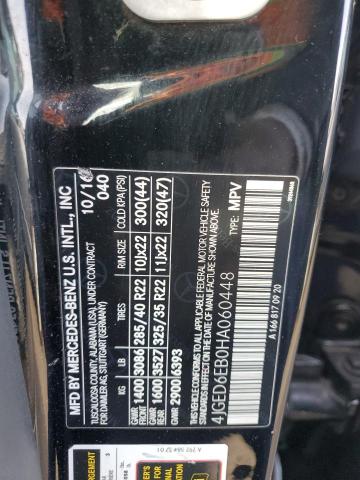 MFD BY MERCEDES-BENZ U.S. INTL., INC 10/16
TUSCALOOSA COUNTY, ALABAMA (USA) UNDER CONTRACT 040
FOR DAIMLER AG, STUTTGART (GERMANY)
KG LB TIRES RIM SIZE COLD KPA (PSI)
GAWR FRONT 1400 3086 285/40 R22 10Jx22 300(44)
GAWR REAR 1600 3527 325/35 R22 11Jx22 320(47)
GVWR 2900 6393
THIS VEHICLE CONFORMS TO ALL APPLICABLE FEDERAL MOTOR VEHICLE SAFETY
STANDARDS IN EFFECT ON THE DATE OF MANUFACTURE SHOWN ABOVE.
4JGED6EB0HA060448 TYPE: MPV
A 166 817 09 20